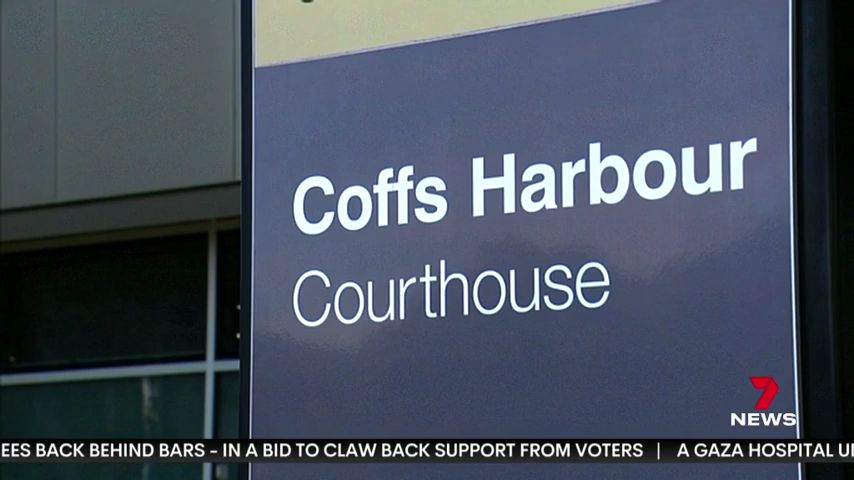 Coffs Harbour
Courthouse
7
NEWS
EES BACK BEHIND BARS - IN A BID TO CLAW BACK SUPPORT FROM VOTERS | A GAZA HOSPITAL